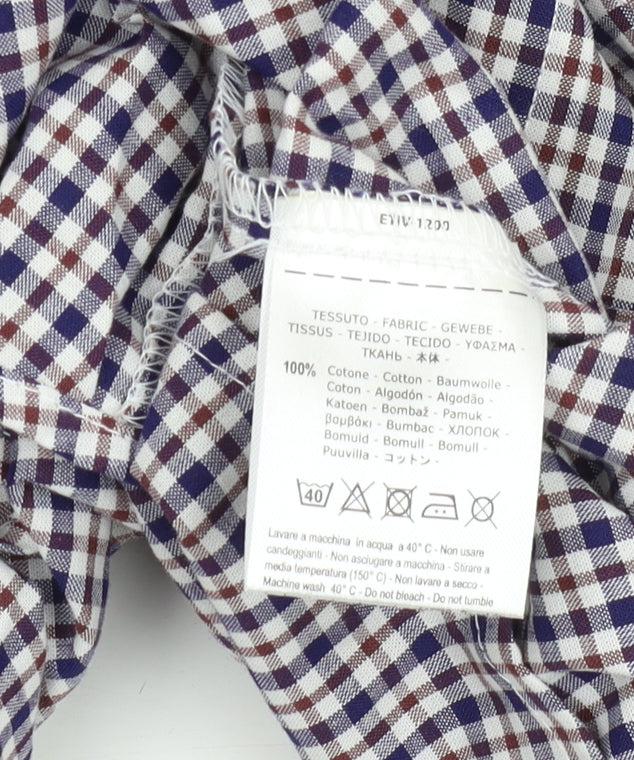 TESSUTO - FABRIC - GEWEBE -
TISSUS - TEJIDO - TECIDO - ΥΦΑΣΜΑ -
ТКАНЬ - 本体 -
100% Cotone - Cotton - Baumwolle -
Coton - Algodón - Algodão -
Katoen - Bombaž - Pamuk -
βαμβάκι - Bumbac - ХЛОПОК -
Bomuld - Bomull - Bomull -
Puuvilla - コットン -
40
Lavare a macchina in acqua a 40° C - Non usare
candeggianti - Non asciugare a macchina - Stirare a
media temperatura (150° C) - Non lavare a secco -
Machine wash 40° C - Do not bleach - Do not tumble